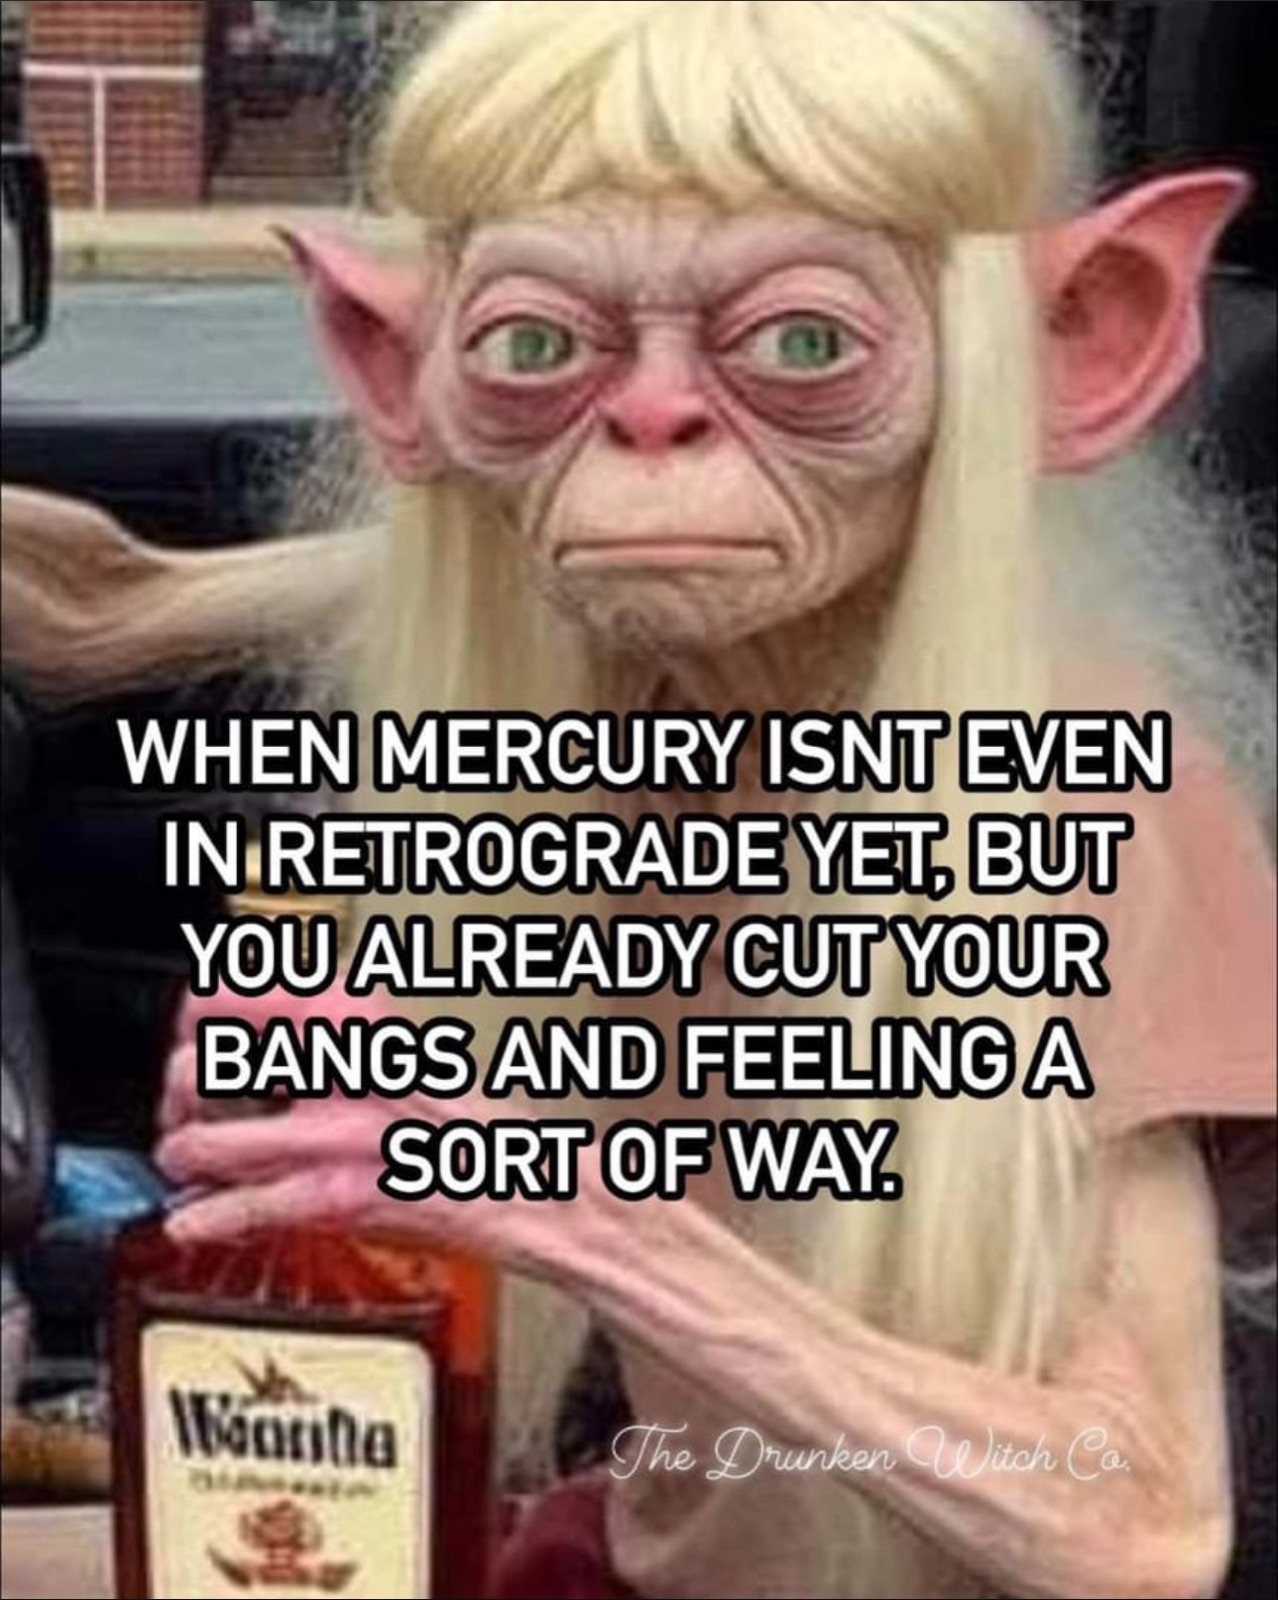 WHEN MERCURY ISNT EVEN
IN RETROGRADE YET, BUT
YOU ALREADY CUT YOUR
BANGS AND FEELING A
SORT OF WAY.
The Drunken Witch Co.